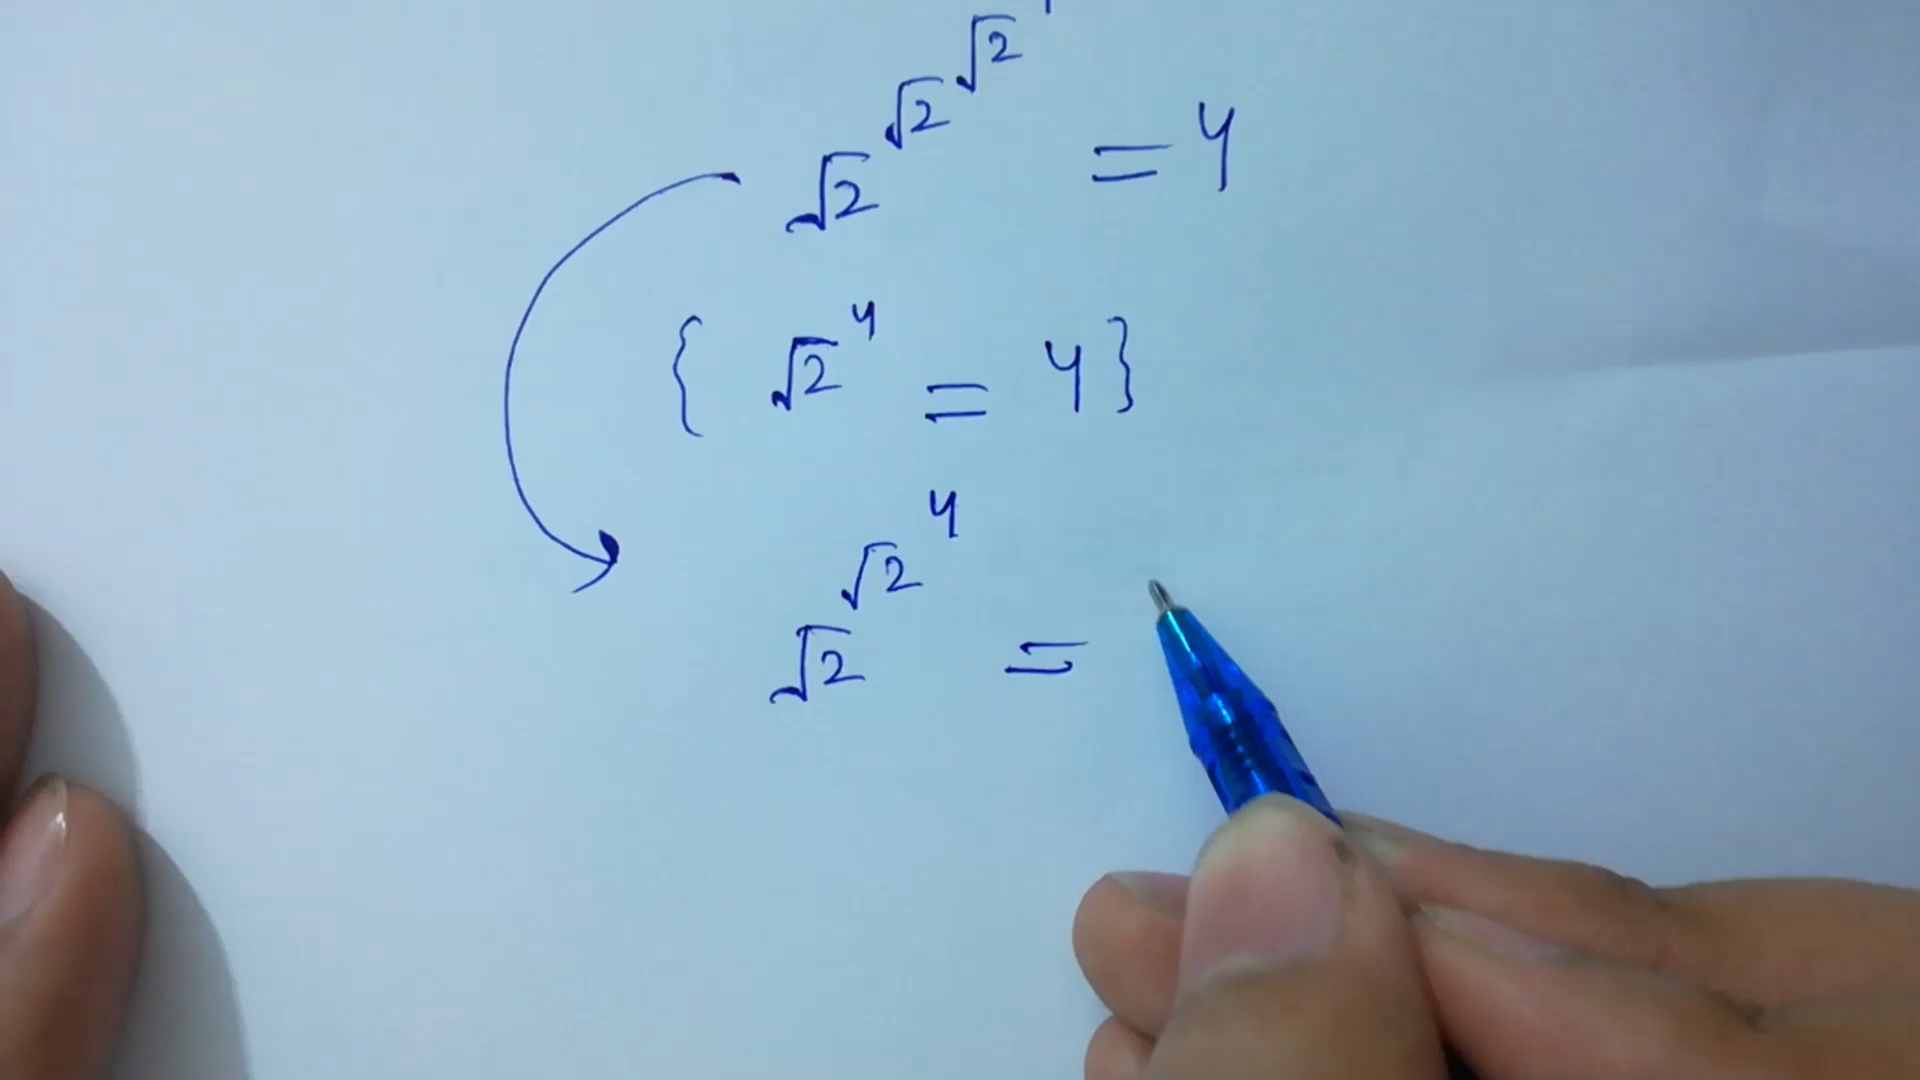 √2^√2^√2 = 4
{ √2^4 = 4 }
√2^√2^4 =